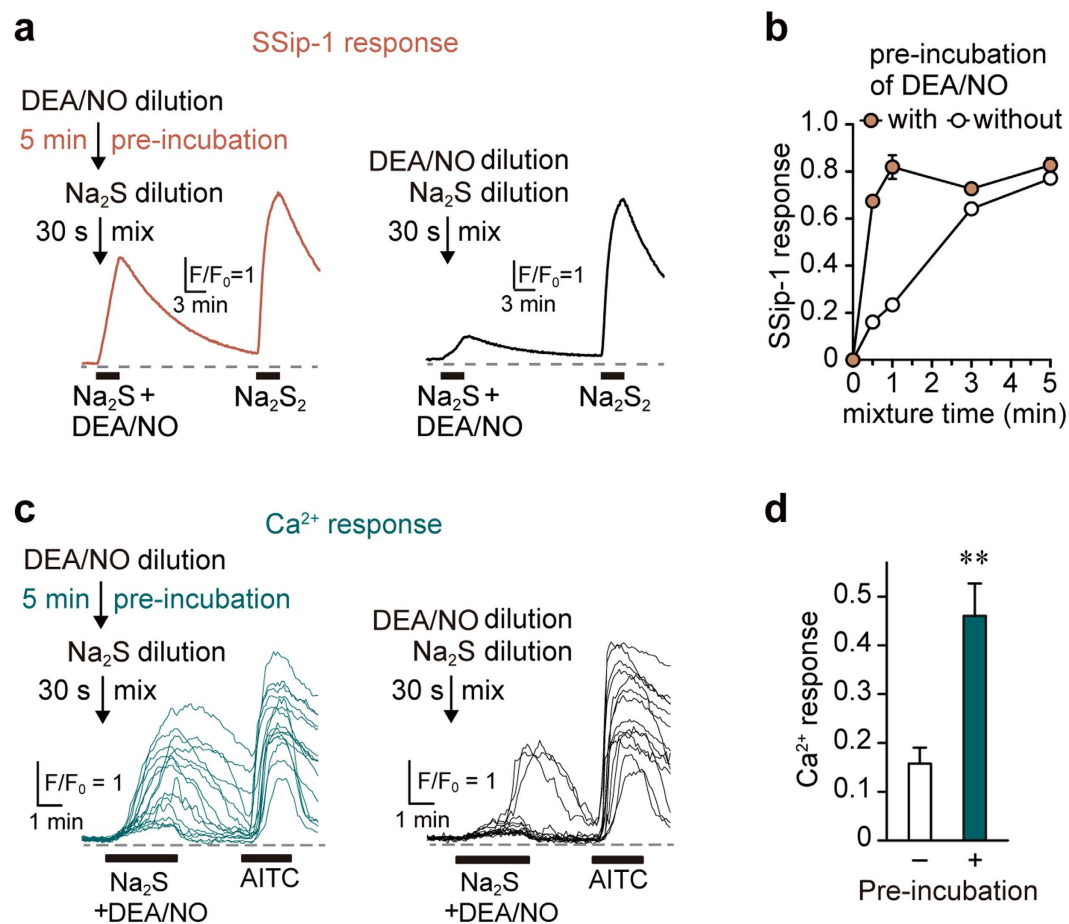 a
SSip-1 response
DEA/NO dilution
5 min pre-incubation
Na₂S dilution
30 s mix
F/F₀=1
3 min
Na₂S +
DEA/NO
Na₂S₂
DEA/NO dilution
Na₂S dilution
30 s mix
F/F₀=1
3 min
Na₂S +
DEA/NO
Na₂S₂
b
pre-incubation
of DEA/NO
with without
SSip-1 response
1.0
0.8
0.6
0.4
0.2
0
0 1 2 3 4 5
mixture time (min)
c
Ca²⁺ response
DEA/NO dilution
5 min pre-incubation
Na₂S dilution
30 s mix
F/F₀ = 1
1 min
Na₂S
+DEA/NO
AITC
DEA/NO dilution
Na₂S dilution
30 s mix
F/F₀ = 1
1 min
Na₂S
+DEA/NO
AITC
d
**
Ca²⁺ response
0.5
0.4
0.3
0.2
0.1
0
− +
Pre-incubation